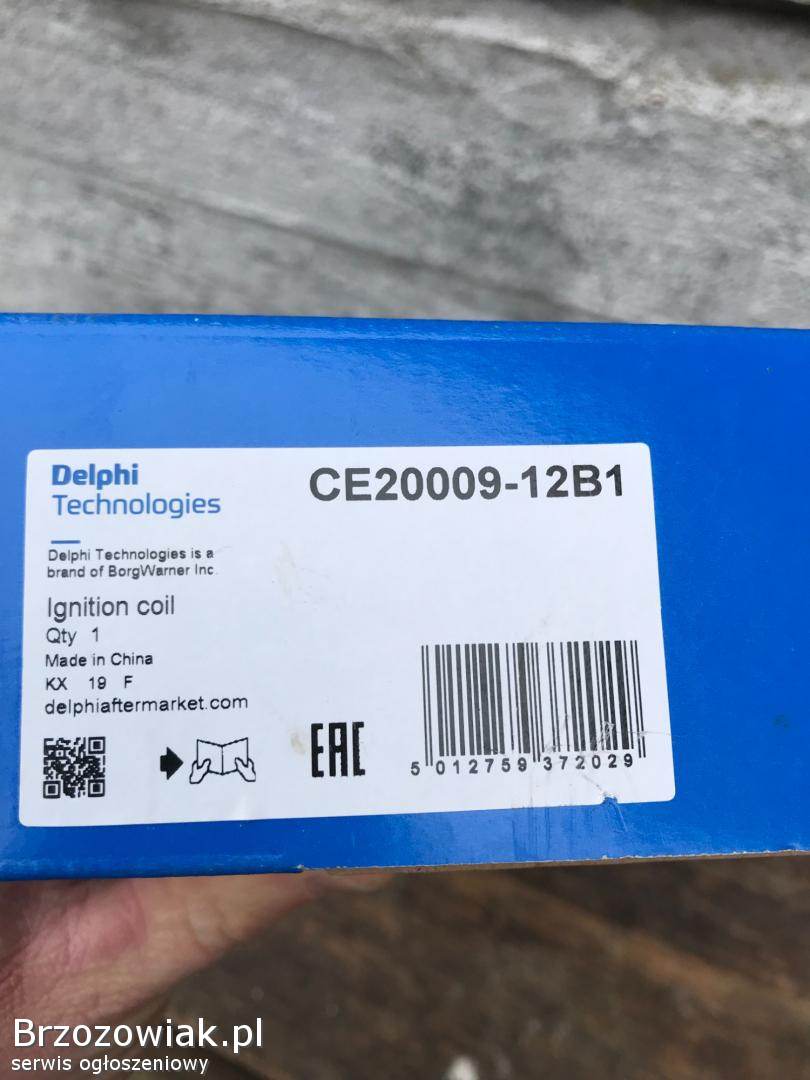 Delphi
Technologies
CE20009-12B1
Delphi Technologies is a
brand of BorgWarner Inc.
Ignition coil
Qty 1
Made in China
KX 19 F
delphiaftermarket.com
EAC
5 012759 372029
Brzozowiak.pl
serwis ogłoszeniowy